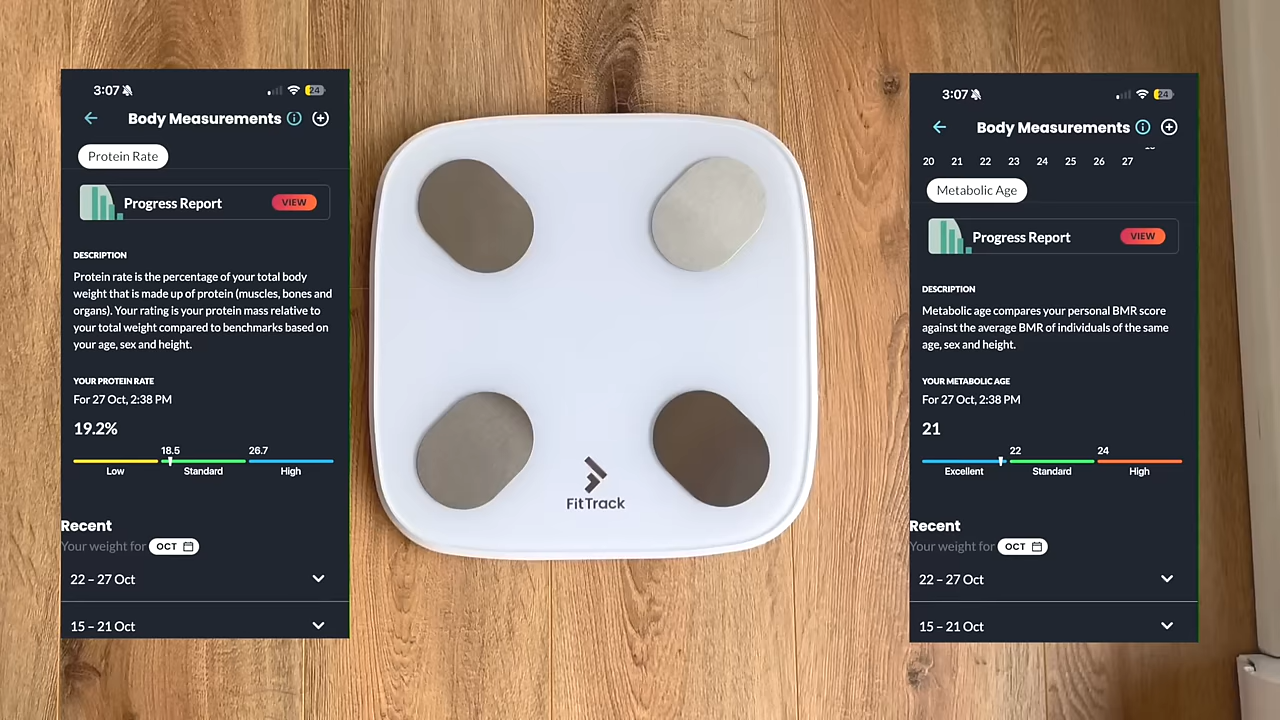 3:07
24
Body Measurements
Protein Rate
Progress Report
VIEW
DESCRIPTION
Protein rate is the percentage of your total body
weight that is made up of protein (muscles, bones and
organs). Your rating is your protein mass relative to
your total weight compared to benchmarks based on
your age, sex and height.
YOUR PROTEIN RATE
For 27 Oct, 2:38 PM
19.2%
18.5 26.7
Low Standard High
Recent
Your weight for OCT
22 – 27 Oct
15 – 21 Oct
FitTrack
3:07
24
Body Measurements
20 21 22 23 24 25 26 27
Metabolic Age
Progress Report
VIEW
DESCRIPTION
Metabolic age compares your personal BMR score
against the average BMR of individuals of the same
age, sex and height.
YOUR METABOLIC AGE
For 27 Oct, 2:38 PM
21
22 24
Excellent Standard High
Recent
Your weight for OCT
22 – 27 Oct
15 – 21 Oct